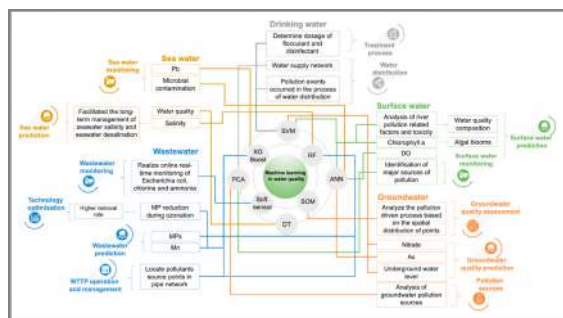 Drinking water
Determine dosage of
flocculant and
disinfectant
Treatment
process
Water supply network
Water
distribution
Pollution events
occurred in the process
of water distribution
Sea water
Sea water
monitoring
Pb
Microbial
contamination
Facilitated the long-
term management of
seawater salinity and
seawater desalination
Water quality
Salinity
Sea water prediction
Surface water
Analysis of river
pollution related
factors and toxicity
Water quality
composition
Chlorophyll a
Algal blooms
DO
Surface water
prediction
Identification of
major sources of
pollution
Surface water
monitoring
Wastewater
Wastewater
monitoring
Realize online real-
time monitoring of
Escherichia coli,
chlorine and ammonia
Technology
optimisation
Higher removal
rate
MP reduction
during ozonation
Wastewater
prediction
MPs
Mn
WTTP operation
and management
Locate pollutants
source points in
pipe network
SVM
XG
Boost
RF
PCA
Machine learning
in water quality
ANN
Soft
sensor
SOM
DT
Groundwater
Analyze the pollution
driven process based
on the spatial
distribution of points
Groundwater
quality assessment
Nitrate
As
Groundwater
quality prediction
Underground water
level
Analysis of
groundwater pollution
sources
Pollution
sources